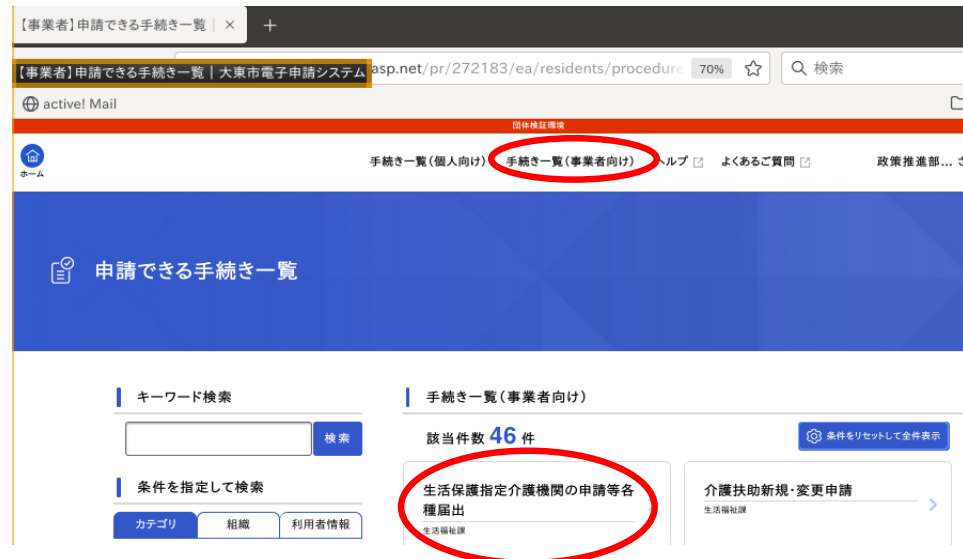 【事業者】申請できる手続き一覧 | ×
+
【事業者】申請できる手続き一覧 | 大東市電子申請システム
asp.net/pr/272183/ea/residents/procedure
70%
検索
active! Mail
団体検証環境
ホーム
手続き一覧(個人向け)
手続き一覧(事業者向け)
ヘルプ
よくあるご質問
政策推進部... さ
申請できる手続き一覧
キーワード検索
検索
条件を指定して検索
カテゴリ
組織
利用者情報
手続き一覧(事業者向け)
該当件数 46 件
条件をリセットして全件表示
生活保護指定介護機関の申請等各
種届出
生活福祉課
介護扶助新規・変更申請
生活福祉課